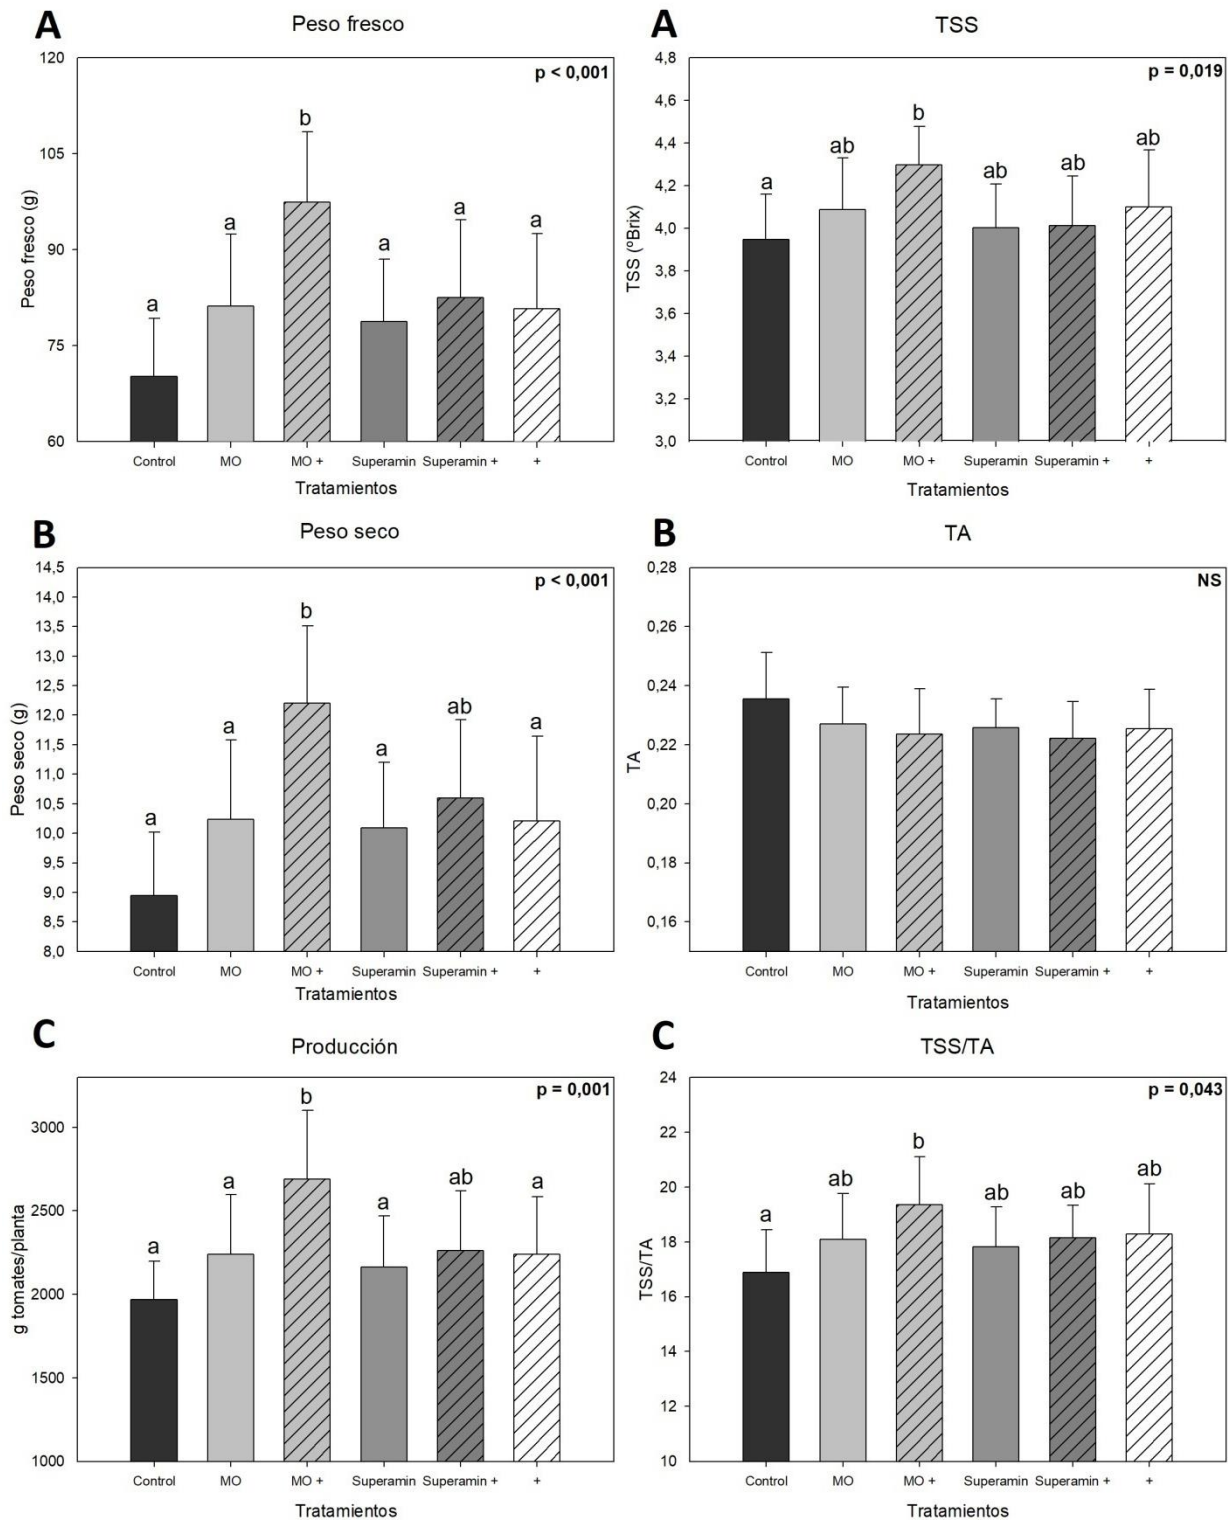 A
Peso fresco
p < 0,001
120
105
90
75
60
Peso fresco (g)
a
a
b
a
a
a
Control
MO
MO +
Superamin
Superamin +
+
Tratamientos
A
TSS
p = 0,019
4,8
4,6
4,4
4,2
4,0
3,8
3,6
3,4
3,2
3,0
TSS (ºBrix)
a
ab
b
ab
ab
ab
Control
MO
MO +
Superamin
Superamin +
+
Tratamientos
B
Peso seco
p < 0,001
14,5
14,0
13,5
13,0
12,5
12,0
11,5
11,0
10,5
10,0
9,5
9,0
8,5
8,0
Peso seco (g)
a
a
b
a
ab
a
Control
MO
MO +
Superamin
Superamin +
+
Tratamientos
B
TA
NS
0,28
0,26
0,24
0,22
0,20
0,18
0,16
TA
Control
MO
MO +
Superamin
Superamin +
+
Tratamientos
C
Producción
p = 0,001
3000
2500
2000
1500
1000
g tomates/planta
a
a
b
a
ab
a
Control
MO
MO +
Superamin
Superamin +
+
Tratamientos
C
TSS/TA
p = 0,043
24
22
20
18
16
14
12
10
TSS/TA
a
ab
b
ab
ab
ab
Control
MO
MO +
Superamin
Superamin +
+
Tratamientos